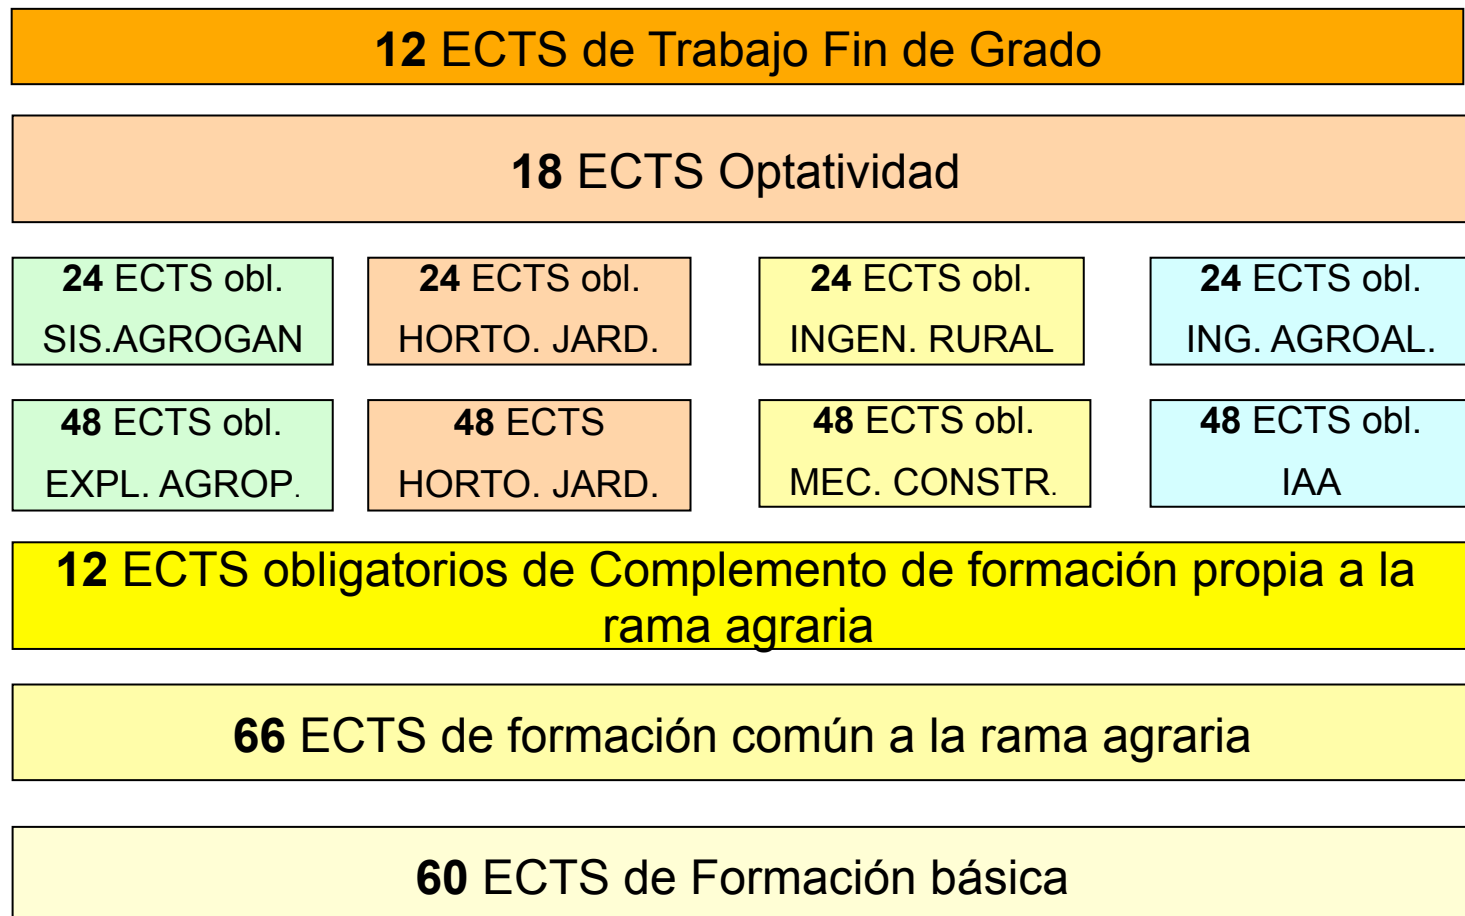 12 ECTS de Trabajo Fin de Grado
18 ECTS Optatividad
24 ECTS obl.
SIS.AGROGAN
24 ECTS obl.
HORTO. JARD.
24 ECTS obl.
INGEN. RURAL
24 ECTS obl.
ING. AGROAL.
48 ECTS obl.
EXPL. AGROP.
48 ECTS
HORTO. JARD.
48 ECTS obl.
MEC. CONSTR.
48 ECTS obl.
IAA
12 ECTS obligatorios de Complemento de formación propia a la
rama agraria
66 ECTS de formación común a la rama agraria
60 ECTS de Formación básica